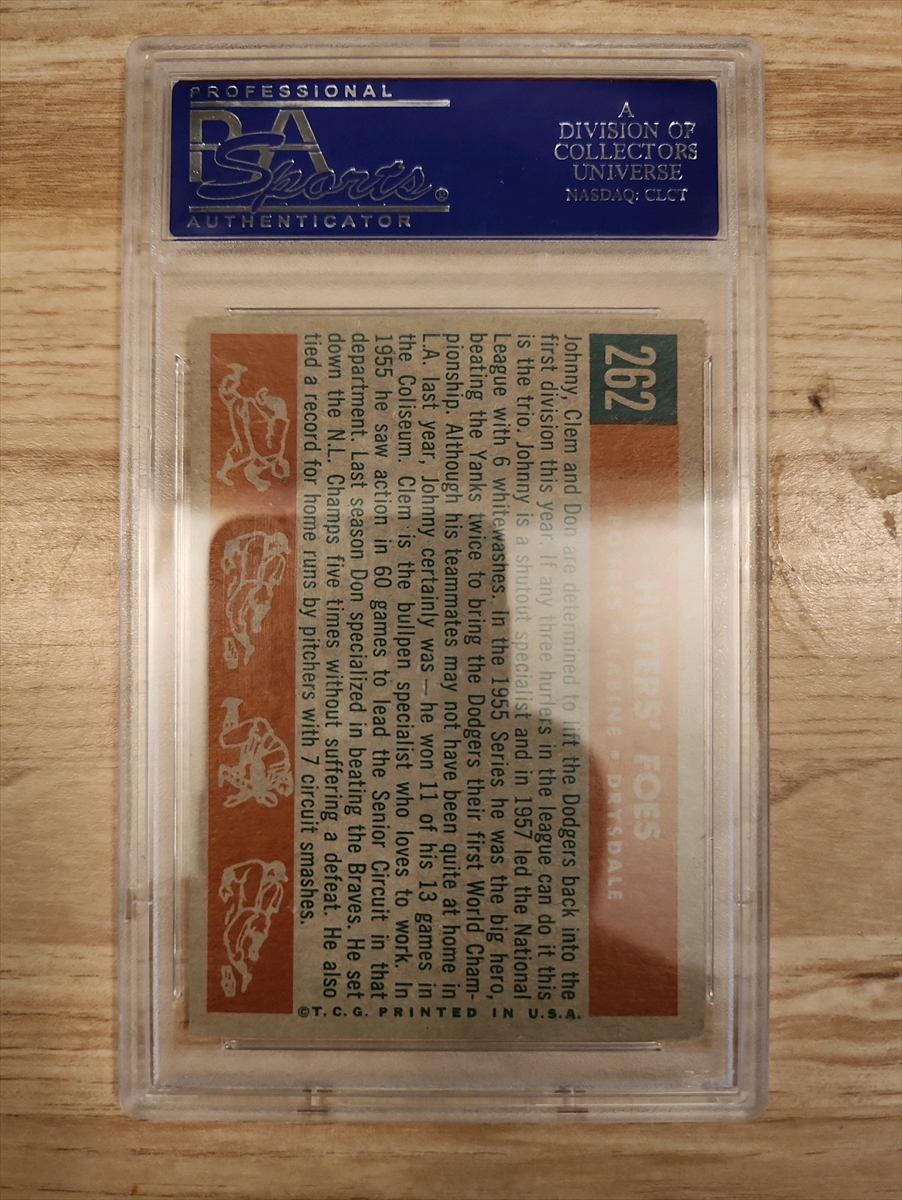 PROFESSIONAL
PSA
Sports®
AUTHENTICATOR
A
DIVISION OF
COLLECTORS
UNIVERSE
NASDAQ: CLCT
262
HITTERS' FOES
LABINE • DRYSDALE
Johnny, Clem and Don are determined to lift the Dodgers back into the
first division this year. If any three hurlers in the league can do it this
is the trio. Johnny is a shutout specialist and in 1957 led the National
League with 6 whitewashes. In the 1955 Series he was the big hero,
beating the Yanks twice to bring the Dodgers their first World Cham-
pionship. Although his teammates may not have been quite at home in
L.A. last year, Johnny certainly was — he won 11 of his 13 games in
the Coliseum. Clem is the bullpen specialist who loves to work. In
1955 he saw action in 60 games to lead the Senior Circuit in that
department. Last season Don specialized in beating the Braves. He set
down the N.L. Champs five times without suffering a defeat. He also
tied a record for home runs by pitchers with 7 circuit smashes.
©T.C.G. PRINTED IN U.S.A.